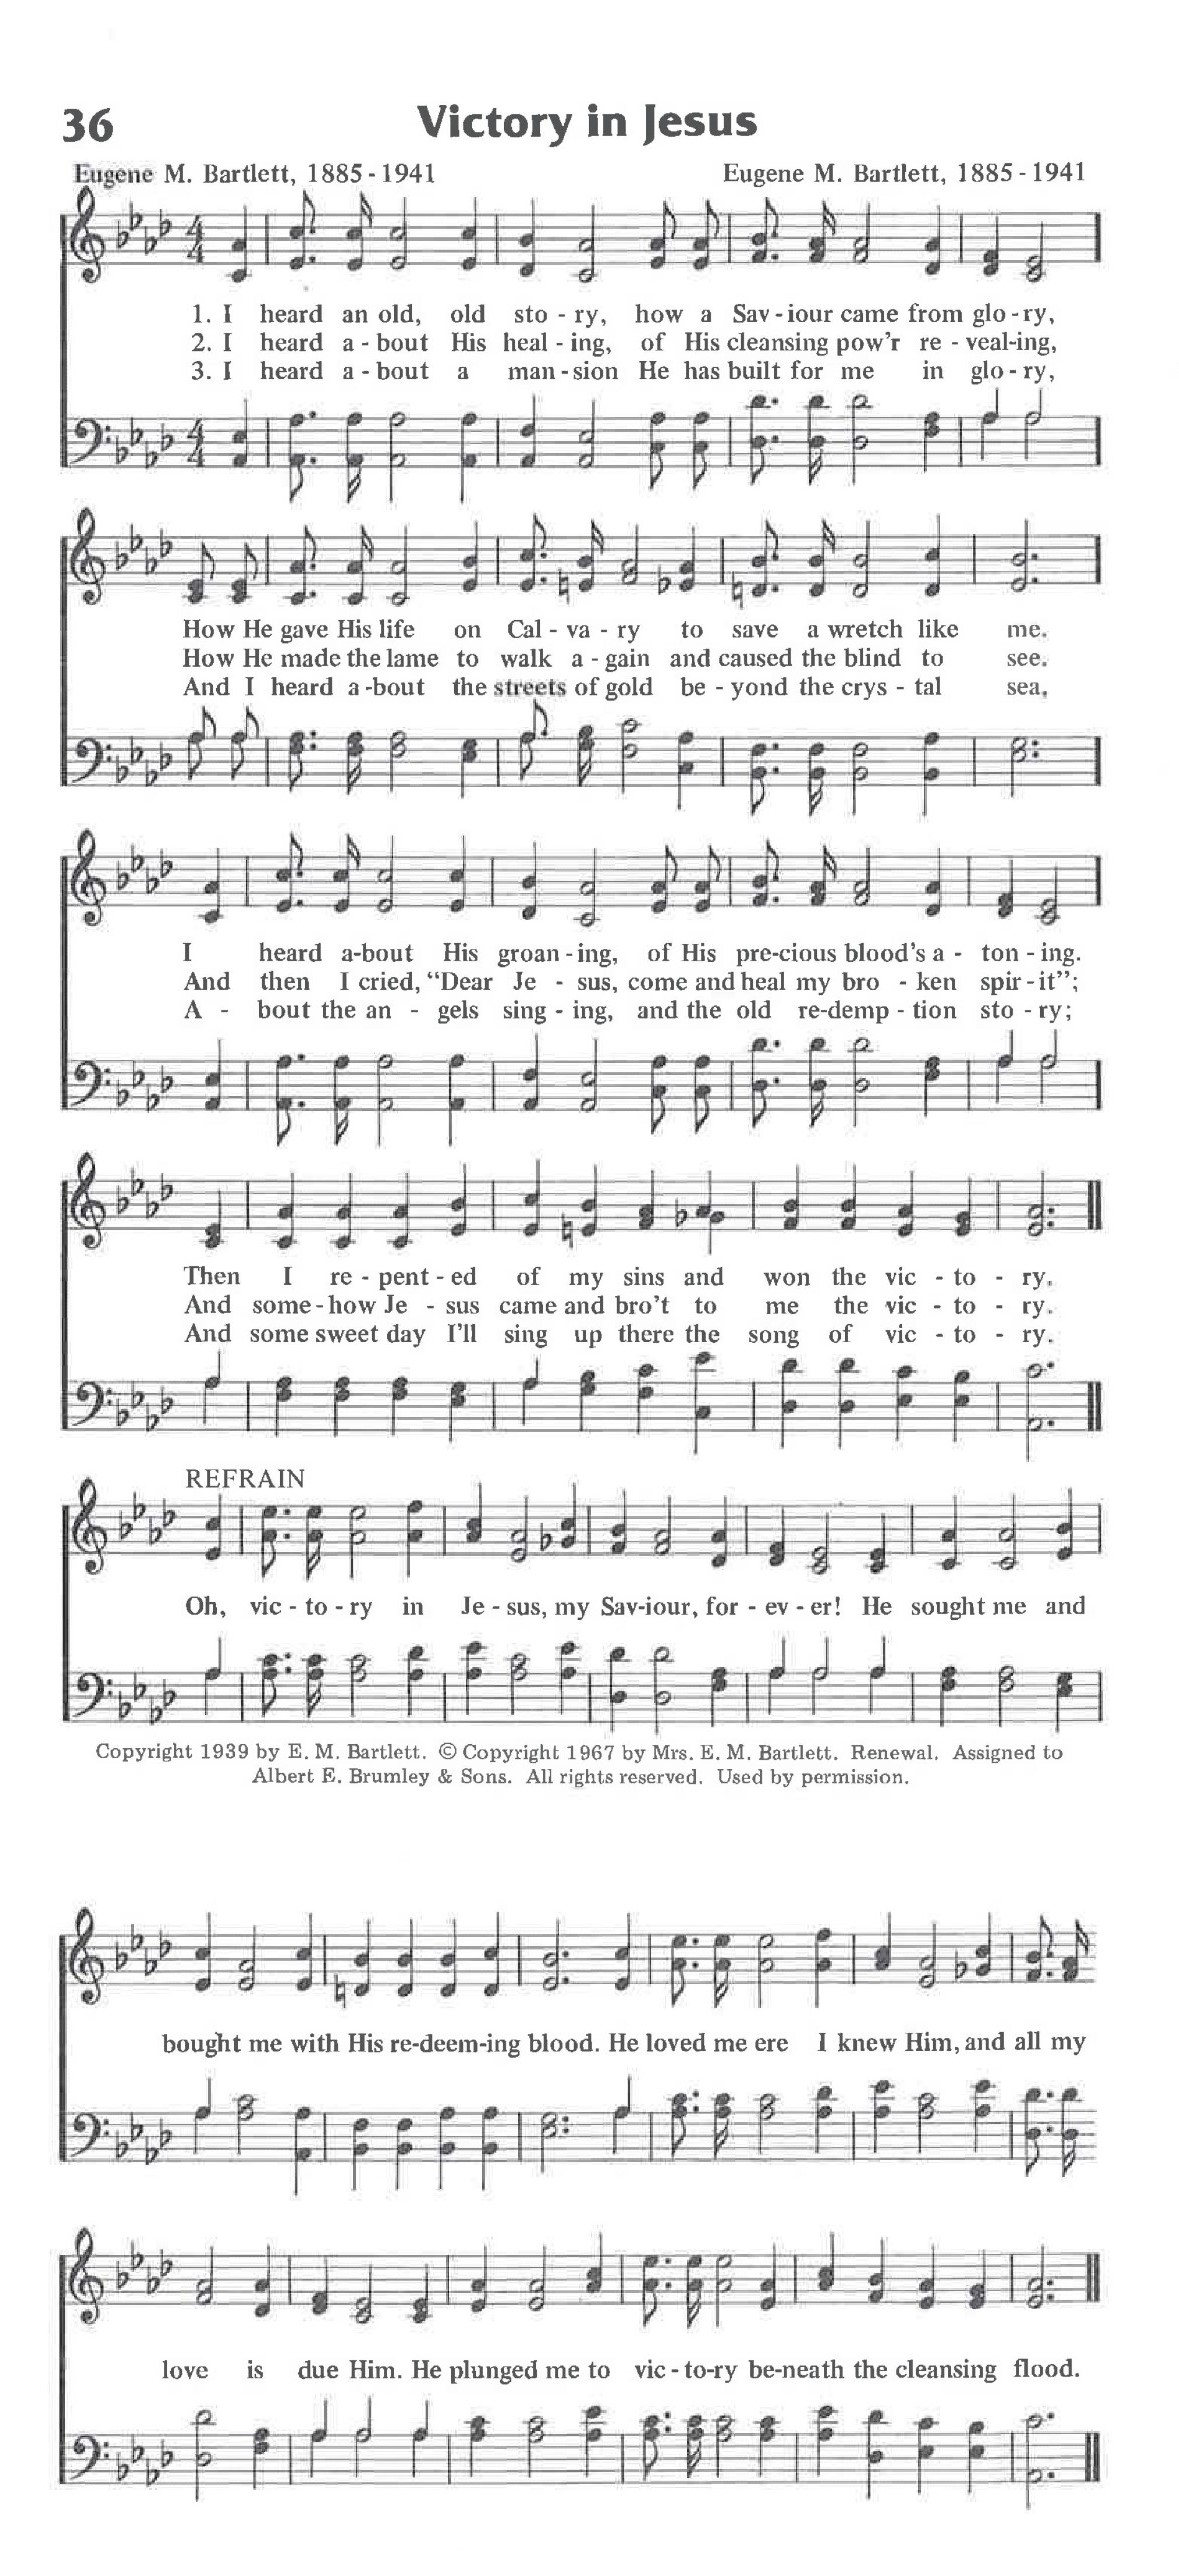 36
Victory in Jesus
Eugene M. Bartlett, 1885-1941
Eugene M. Bartlett, 1885-1941
1. I heard an old, old sto - ry, how a Sav - iour came from glo - ry,
2. I heard a - bout His heal - ing, of His cleansing pow'r re - veal-ing,
3. I heard a - bout a man - sion He has built for me in glo - ry,
How He gave His life on Cal - va - ry to save a wretch like me.
How He made the lame to walk a - gain and caused the blind to see.
And I heard a - bout the streets of gold be - yond the crys - tal sea,
I heard a-bout His groan - ing, of His pre-cious blood's a - ton - ing.
And then I cried, “Dear Je - sus, come and heal my bro - ken spir - it”;
A - bout the an - gels sing - ing, and the old re-demp - tion sto - ry;
Then I re - pent - ed of my sins and won the vic - to - ry.
And some - how Je - sus came and bro't to me the vic - to - ry.
And some sweet day I'll sing up there the song of vic - to - ry.
REFRAIN
Oh, vic - to - ry in Je - sus, my Sav-iour, for - ev - er! He sought me and
Copyright 1939 by E. M. Bartlett. © Copyright 1967 by Mrs. E. M. Bartlett. Renewal. Assigned to
Albert E. Brumley & Sons. All rights reserved. Used by permission.
bought me with His re-deem-ing blood. He loved me ere I knew Him, and all my
love is due Him. He plunged me to vic - to-ry be-neath the cleansing flood.